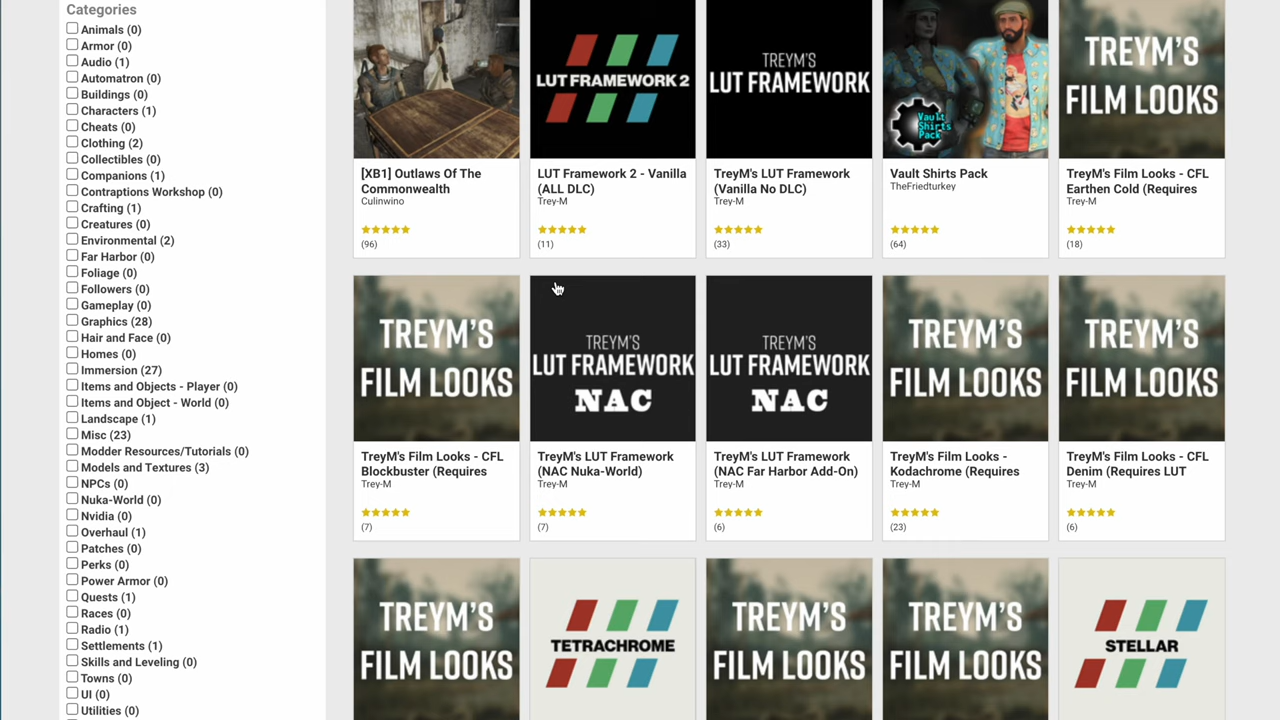 Categories
Animals (0)
Armor (0)
Audio (1)
Automatron (0)
Buildings (0)
Characters (1)
Cheats (0)
Clothing (2)
Collectibles (0)
Companions (1)
Contraptions Workshop (0)
Crafting (1)
Creatures (0)
Environmental (2)
Far Harbor (0)
Foliage (0)
Followers (0)
Gameplay (0)
Graphics (28)
Hair and Face (0)
Homes (0)
Immersion (27)
Items and Objects - Player (0)
Items and Object - World (0)
Landscape (1)
Misc (23)
Modder Resources/Tutorials (0)
Models and Textures (3)
NPCs (0)
Nuka-World (0)
Nvidia (0)
Overhaul (1)
Patches (0)
Perks (0)
Power Armor (0)
Quests (1)
Races (0)
Radio (1)
Settlements (1)
Skills and Leveling (0)
Towns (0)
UI (0)
Utilities (0)
[XB1] Outlaws Of The
Commonwealth
Culinwino
(96)
LUT FRAMEWORK 2
LUT Framework 2 - Vanilla
(ALL DLC)
Trey-M
(11)
TREYM'S
LUT FRAMEWORK
TreyM's LUT Framework
(Vanilla No DLC)
Trey-M
(33)
Vault
Shirts
Pack
Vault Shirts Pack
TheFriedturkey
(64)
TREYM'S
FILM LOOKS
TreyM's Film Looks - CFL
Earthen Cold (Requires
Trey-M
(18)
TREYM'S
FILM LOOKS
TreyM's Film Looks - CFL
Blockbuster (Requires
Trey-M
(7)
TREYM'S
LUT FRAMEWORK
NAC
TreyM's LUT Framework
(NAC Nuka-World)
Trey-M
(7)
TREYM'S
LUT FRAMEWORK
NAC
TreyM's LUT Framework
(NAC Far Harbor Add-On)
Trey-M
(6)
TREYM'S
FILM LOOKS
TreyM's Film Looks -
Kodachrome (Requires
Trey-M
(23)
TREYM'S
FILM LOOKS
TreyM's Film Looks - CFL
Denim (Requires LUT
Trey-M
(6)
TREYM'S
FILM LOOKS
TETRACHROME
TREYM'S
FILM LOOKS
TREYM'S
FILM LOOKS
STELLAR